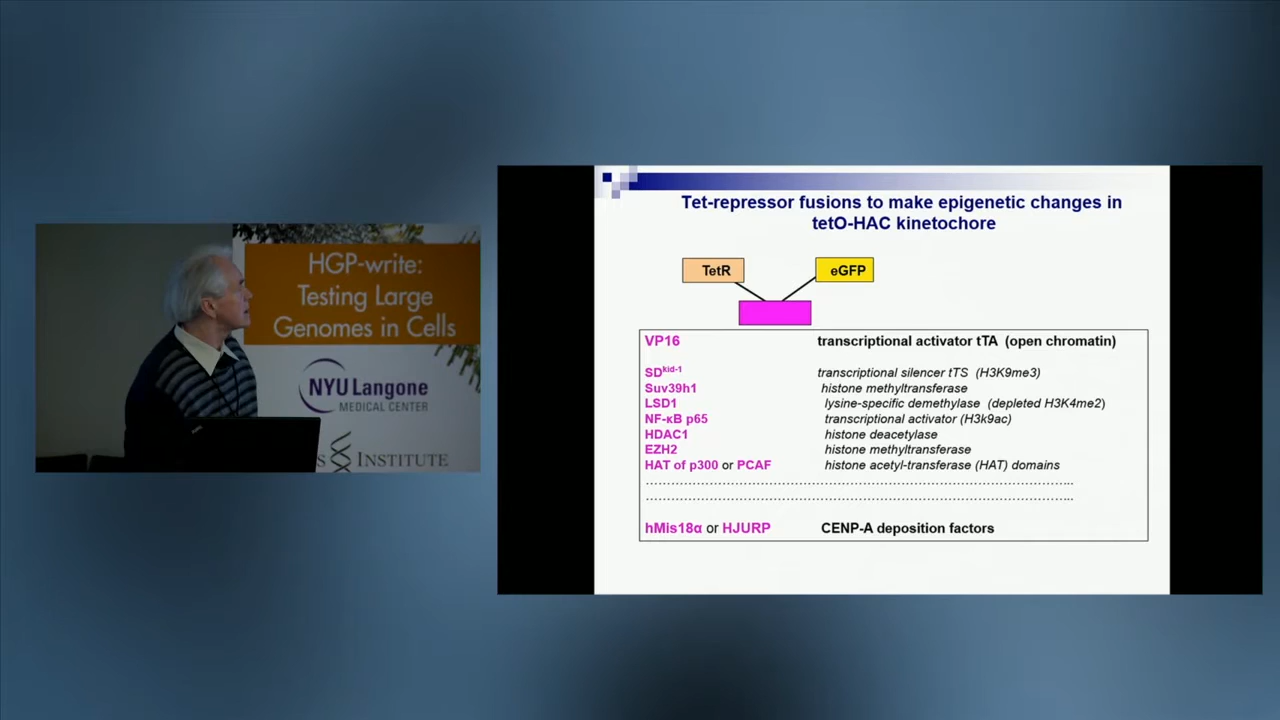 HGP-write:
Testing Large
Genomes in Cells
NYU Langone
MEDICAL CENTER
S INSTITUTE
Tet-repressor fusions to make epigenetic changes in
tetO-HAC kinetochore
TetR
eGFP
VP16 transcriptional activator tTA (open chromatin)
SDkid-1 transcriptional silencer tTS (H3K9me3)
Suv39h1 histone methyltransferase
LSD1 lysine-specific demethylase (depleted H3K4me2)
NF-κB p65 transcriptional activator (H3k9ac)
HDAC1 histone deacetylase
EZH2 histone methyltransferase
HAT of p300 or PCAF histone acetyl-transferase (HAT) domains
hMis18α or HJURP CENP-A deposition factors